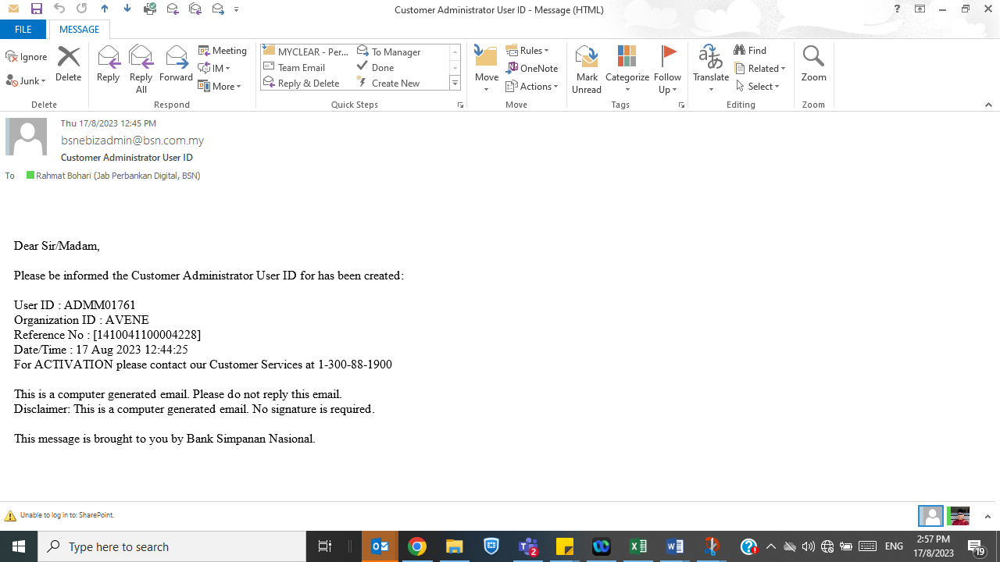 Customer Administrator User ID - Message (HTML)
FILE
MESSAGE
Ignore
Junk
Delete
Delete
Reply
Reply All
Forward
Meeting
IM
More
Respond
MYCLEAR - Per...
To Manager
Team Email
Done
Reply & Delete
Create New
Quick Steps
Move
Rules
OneNote
Actions
Move
Mark Unread
Categorize
Follow Up
Tags
Translate
Find
Related
Select
Editing
Zoom
Zoom
Thu 17/8/2023 12:45 PM
bsnebizadmin@bsn.com.my
Customer Administrator User ID
To Rahmat Bohari (Jab Perbankan Digital, BSN)
Dear Sir/Madam,
Please be informed the Customer Administrator User ID for has been created:
User ID : ADMM01761
Organization ID : AVENE
Reference No : [1410041100004228]
Date/Time : 17 Aug 2023 12:44:25
For ACTIVATION please contact our Customer Services at 1-300-88-1900
This is a computer generated email. Please do not reply this email.
Disclaimer: This is a computer generated email. No signature is required.
This message is brought to you by Bank Simpanan Nasional.
Unable to log in to: SharePoint.
Type here to search
2
ENG
2:57 PM
17/8/2023
19